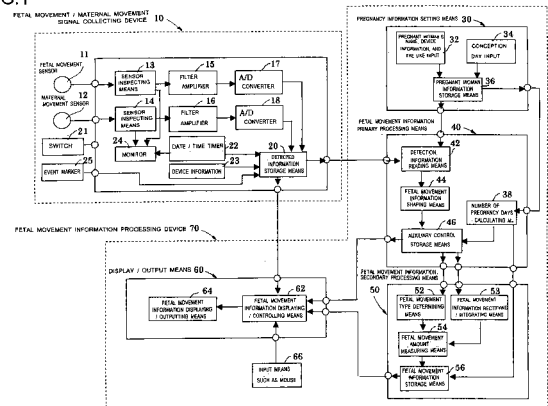 FETAL MOVEMENT / MATERNAL MOVEMENT
SIGNAL COLLECTING DEVICE 10
11
FETAL MOVEMENT
SENSOR
12
MATERNAL
MOVEMENT SENSOR
21
SWITCH
25
EVENT MARKER
13
SENSOR
INSPECTING
MEANS
15
FILTER
AMPLIFIER
17
A/D
CONVERTER
14
SENSOR
INSPECTING
MEANS
16
FILTER
AMPLIFIER
18
A/D
CONVERTER
24
MONITOR
DATE / TIME TIMER
22
23
DEVICE INFORMATION
20
DETECTED
INFORMATION
STORAGE MEANS
PREGNANCY INFORMATION SETTING MEANS
30
PREGNANT WOMAN'S
NAME, DEVICE
INFORMATION, AND
THE LIKE INPUT
32
34
CONCEPTION
DAY INPUT
36
PREGNANT WOMAN
INFORMATION
STORAGE MEANS
FETAL MOVEMENT INFORMATION
PRIMARY PROCESSING MEANS
40
42
DETECTION
INFORMATION
READING MEANS
44
FETAL MOVEMENT
INFORMATION
SHAPING MEANS
38
NUMBER OF
PREGNANCY DAYS
CALCULATING M.
46
AUXILIARY CONTROL
STORAGE MEANS
FETAL MOVEMENT INFORMATION PROCESSING DEVICE 70
FETAL MOVEMENT INFORMATION,
SECONDARY PROCESSING MEANS
50
52
FETAL MOVEMENT
TYPE DETERMINING
MEANS
53
FETAL MOVEMENT
INFORMATION RECTIFYING
/ INTEGRATING MEANS
54
FETAL MOVEMENT
AMOUNT
MEASURING MEANS
56
FETAL MOVEMENT
INFORMATION
STORAGE MEANS
DISPLAY / OUTPUT MEANS 60
64
FETAL MOVEMENT
INFORMATION DISPLAYING
/ OUTPUTTING MEANS
62
FETAL MOVEMENT
INFORMATION DISPLAYING
/ CONTROLLING MEANS
66
INPUT MEANS
SUCH AS MOUSE